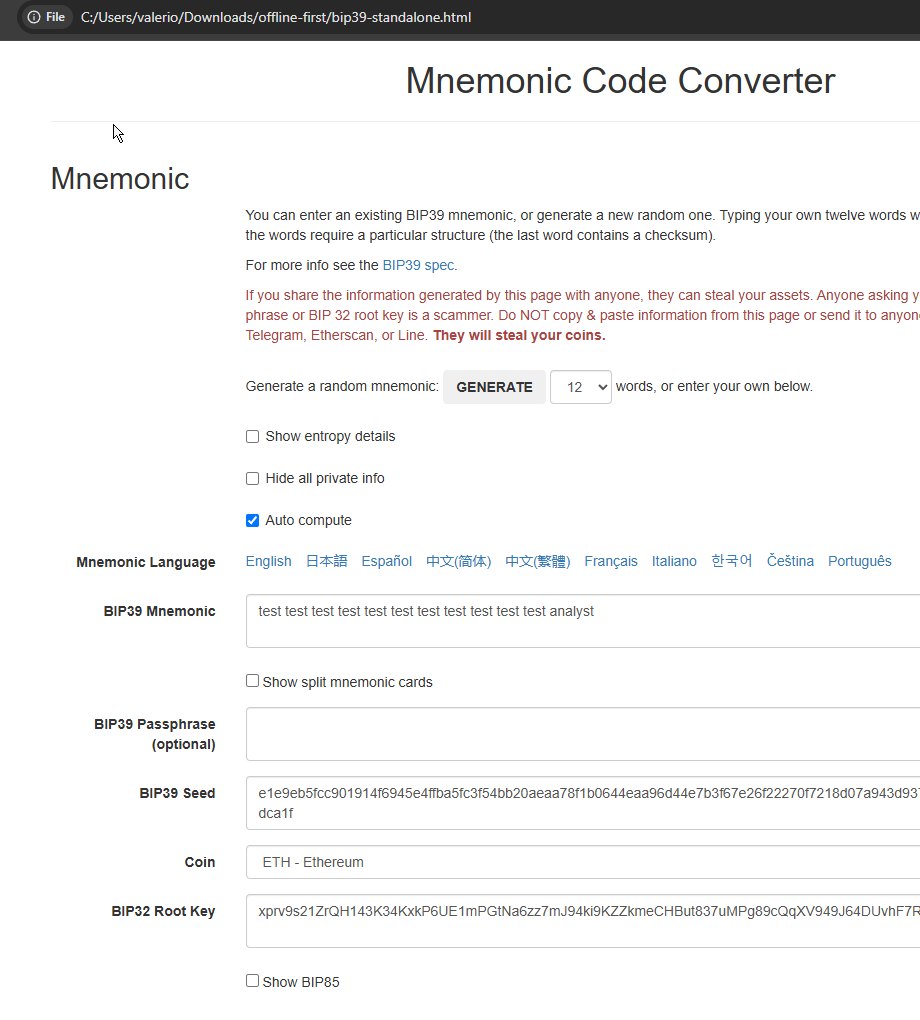 File C:/Users/valerio/Downloads/offline-first/bip39-standalone.html
Mnemonic Code Converter
Mnemonic
You can enter an existing BIP39 mnemonic, or generate a new random one. Typing your own twelve words
the words require a particular structure (the last word contains a checksum).
For more info see the BIP39 spec.
If you share the information generated by this page with anyone, they can steal your assets. Anyone asking
phrase or BIP 32 root key is a scammer. Do NOT copy & paste information from this page or send it to
Telegram, Etherscan, or Line. They will steal your coins.
Generate a random mnemonic: GENERATE 12 words, or enter your own below.
Show entropy details
Hide all private info
Auto compute
Mnemonic Language English 日本語 Español 中文(简体) 中文(繁體) Français Italiano 한국어 Čeština Português
BIP39 Mnemonic test test test test test test test test test test test analyst
Show split mnemonic cards
BIP39 Passphrase
(optional)
BIP39 Seed e1e9eb5fcc901914f6945e4ffba5fc3f54bb20aeaa78f1b0644eaa96d44e7b3f67e26f22270f7218d07a943d937
dca1f
Coin ETH - Ethereum
BIP32 Root Key xprv9s21ZrQH143K34KxkP6UE1mPGtNa6zz7mJ94ki9KZZkmeCHBut837uMPg89cQqXV949J64DUvhF7R
Show BIP85